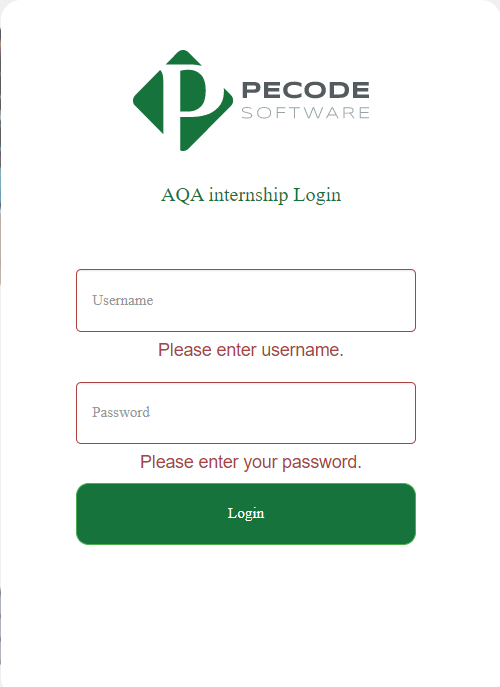 P
PECODE
SOFTWARE
AQA internship Login
Username
Please enter username.
Password
Please enter your password.
Login